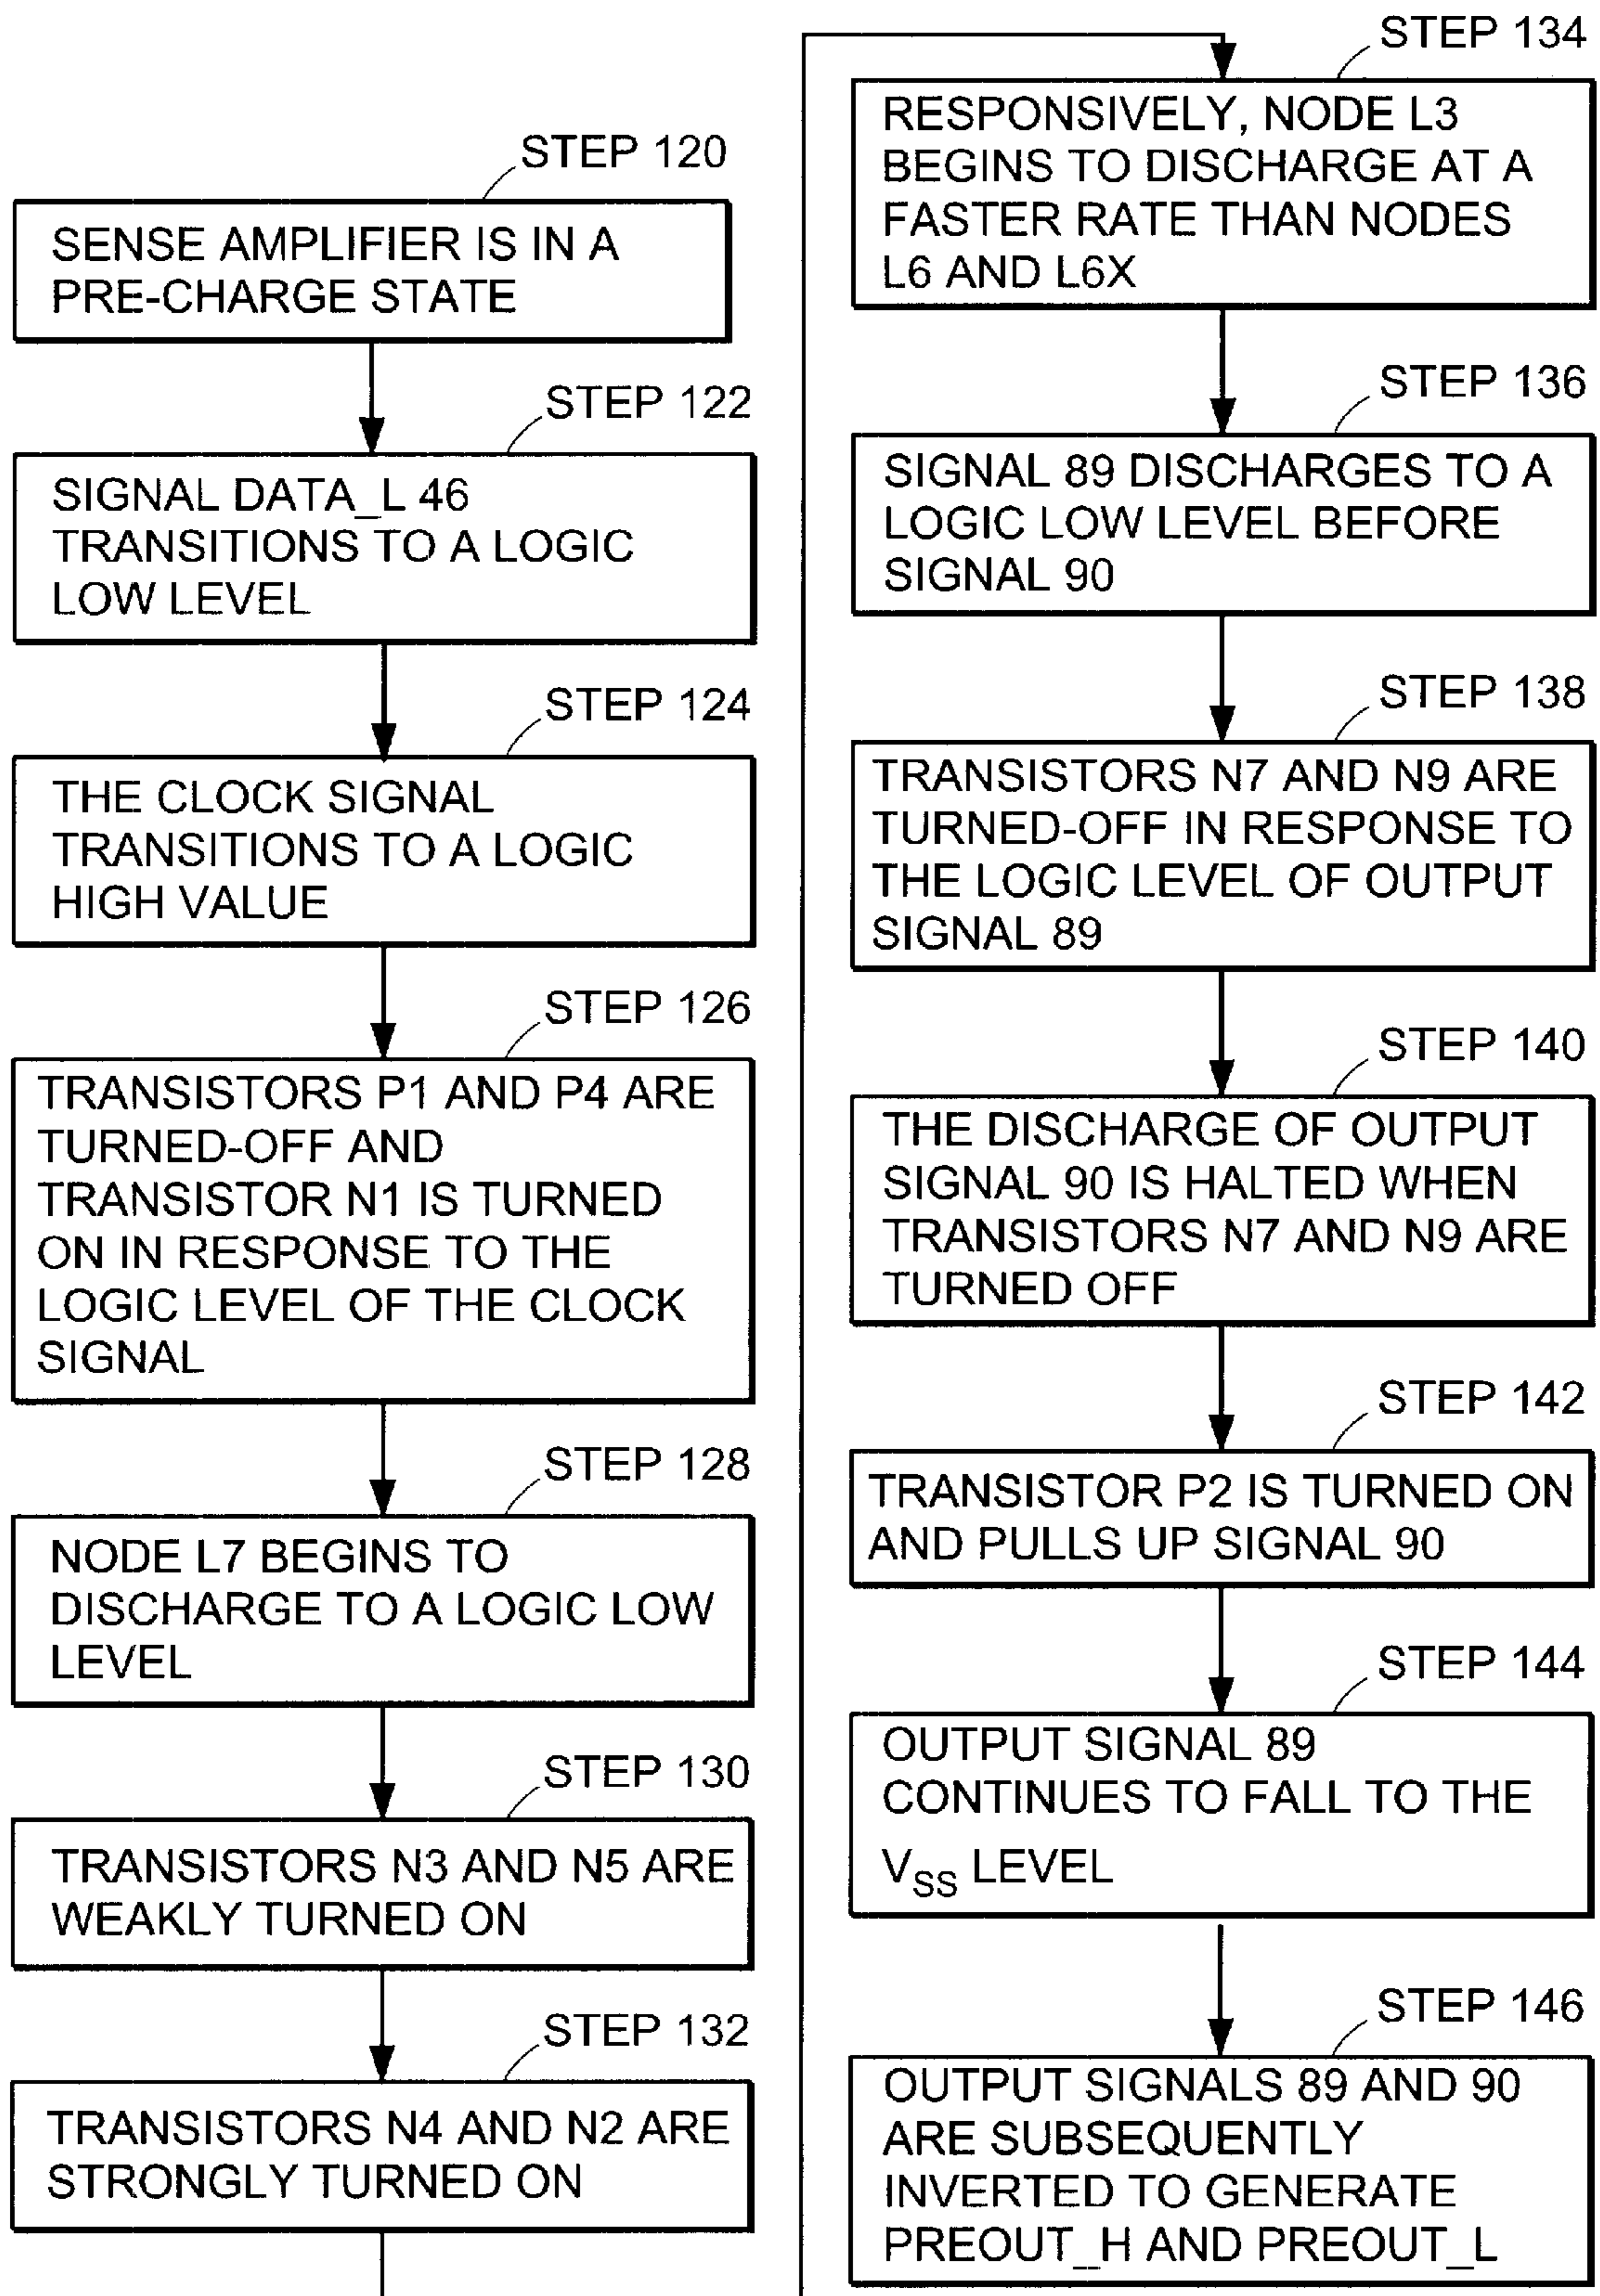 STEP 120
SENSE AMPLIFIER IS IN A
PRE-CHARGE STATE
STEP 122
SIGNAL DATA_L 46
TRANSITIONS TO A LOGIC
LOW LEVEL
STEP 124
THE CLOCK SIGNAL
TRANSITIONS TO A LOGIC
HIGH VALUE
STEP 126
TRANSISTORS P1 AND P4 ARE
TURNED-OFF AND
TRANSISTOR N1 IS TURNED
ON IN RESPONSE TO THE
LOGIC LEVEL OF THE CLOCK
SIGNAL
STEP 128
NODE L7 BEGINS TO
DISCHARGE TO A LOGIC LOW
LEVEL
STEP 130
TRANSISTORS N3 AND N5 ARE
WEAKLY TURNED ON
STEP 132
TRANSISTORS N4 AND N2 ARE
STRONGLY TURNED ON
STEP 134
RESPONSIVELY, NODE L3
BEGINS TO DISCHARGE AT A
FASTER RATE THAN NODES
L6 AND L6X
STEP 136
SIGNAL 89 DISCHARGES TO A
LOGIC LOW LEVEL BEFORE
SIGNAL 90
STEP 138
TRANSISTORS N7 AND N9 ARE
TURNED-OFF IN RESPONSE TO
THE LOGIC LEVEL OF OUTPUT
SIGNAL 89
STEP 140
THE DISCHARGE OF OUTPUT
SIGNAL 90 IS HALTED WHEN
TRANSISTORS N7 AND N9 ARE
TURNED OFF
STEP 142
TRANSISTOR P2 IS TURNED ON
AND PULLS UP SIGNAL 90
STEP 144
OUTPUT SIGNAL 89
CONTINUES TO FALL TO THE
VSS LEVEL
STEP 146
OUTPUT SIGNALS 89 AND 90
ARE SUBSEQUENTLY
INVERTED TO GENERATE
PREOUT_H AND PREOUT_L